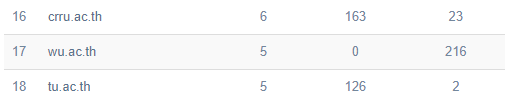 16 crru.ac.th 6 163 23
17 wu.ac.th 5 0 216
18 tu.ac.th 5 126 2